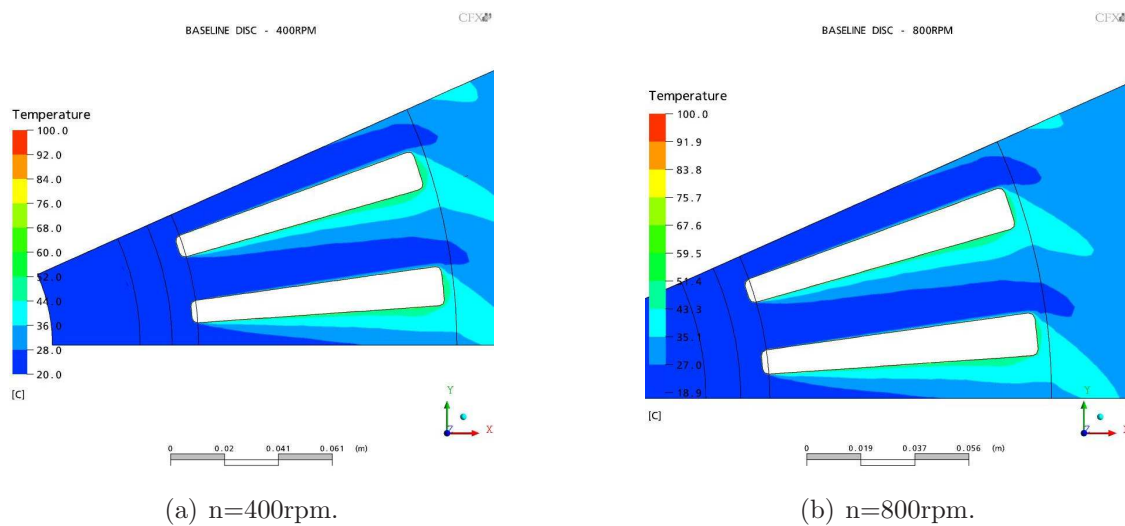 CFX
BASELINE DISC - 400RPM
Temperature
100.0
92.0
84.0
76.0
68.0
60.0
52.0
44.0
36.0
28.0
20.0
[C]
Y
Z
X
0 0.02 0.041 0.061 (m)
(a) n=400rpm.
CFX
BASELINE DISC - 800RPM
Temperature
100.0
91.9
83.8
75.7
67.6
59.5
51.4
43.3
35.1
27.0
18.9
[C]
Y
Z
X
0 0.019 0.037 0.056 (m)
(b) n=800rpm.